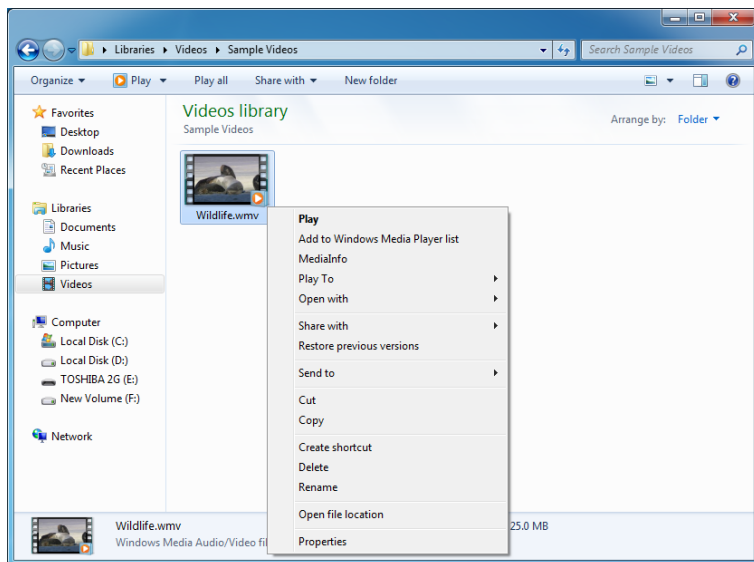 Libraries Videos Sample Videos
Search Sample Videos
Organize Play Play all Share with New folder
Favorites
Desktop
Downloads
Recent Places
Libraries
Documents
Music
Pictures
Videos
Computer
Local Disk (C:)
Local Disk (D:)
TOSHIBA 2G (E:)
New Volume (F:)
Network
Videos library
Sample Videos
Arrange by: Folder
Wildlife.wmv
Play
Add to Windows Media Player list
MediaInfo
Play To
Open with
Share with
Restore previous versions
Send to
Cut
Copy
Create shortcut
Delete
Rename
Open file location
Properties
Wildlife.wmv
25.0 MB
Windows Media Audio/Video